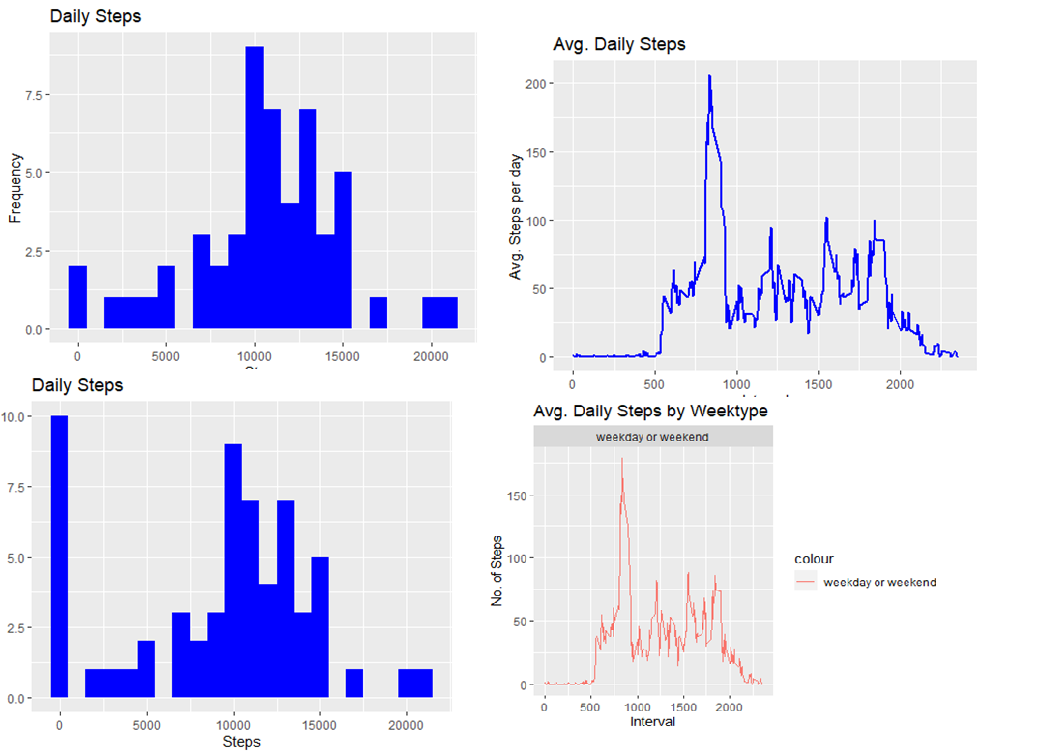 Daily Steps
Frequency
7.5
5.0
2.5
0.0
0 5000 10000 15000 20000
Avg. Daily Steps
Avg. Steps per day
200
150
100
50
0
0 500 1000 1500 2000
Daily Steps
10.0
7.5
5.0
2.5
0.0
0 5000 10000 15000 20000
Steps
Avg. Daily Steps by Weektype
weekday or weekend
No. of Steps
150
100
50
0
0 500 1000 1500 2000
Interval
colour
weekday or weekend